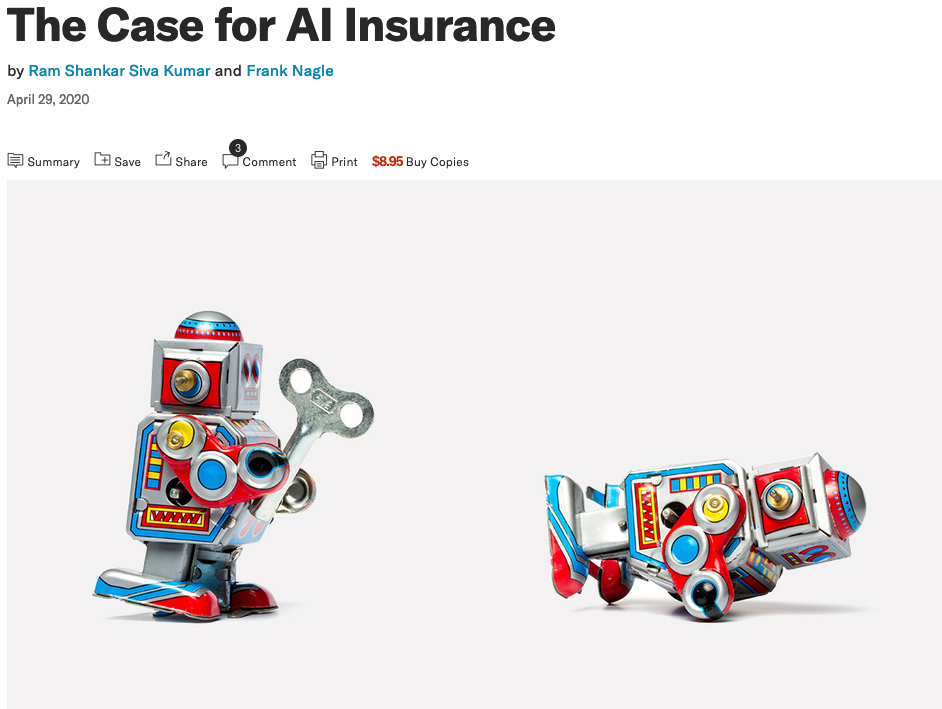 The Case for AI Insurance
by Ram Shankar Siva Kumar and Frank Nagle
April 29, 2020
3
Summary Save Share Comment Print $8.95 Buy Copies